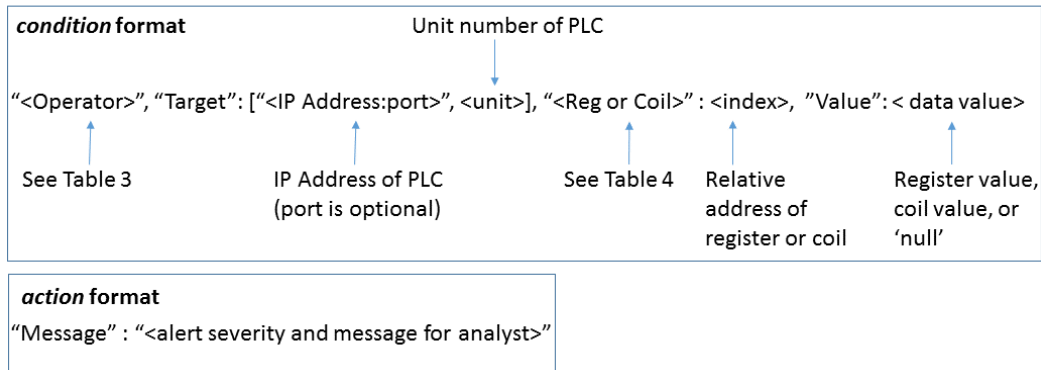 condition format
Unit number of PLC
“<Operator>”, “Target”: [“<IP Address:port>”, <unit>], “<Reg or Coil>” : <index>, ”Value”: < data value>
See Table 3
IP Address of PLC
(port is optional)
See Table 4
Relative
address of
register or coil
Register value,
coil value, or
‘null’
action format
“Message” : “<alert severity and message for analyst>”